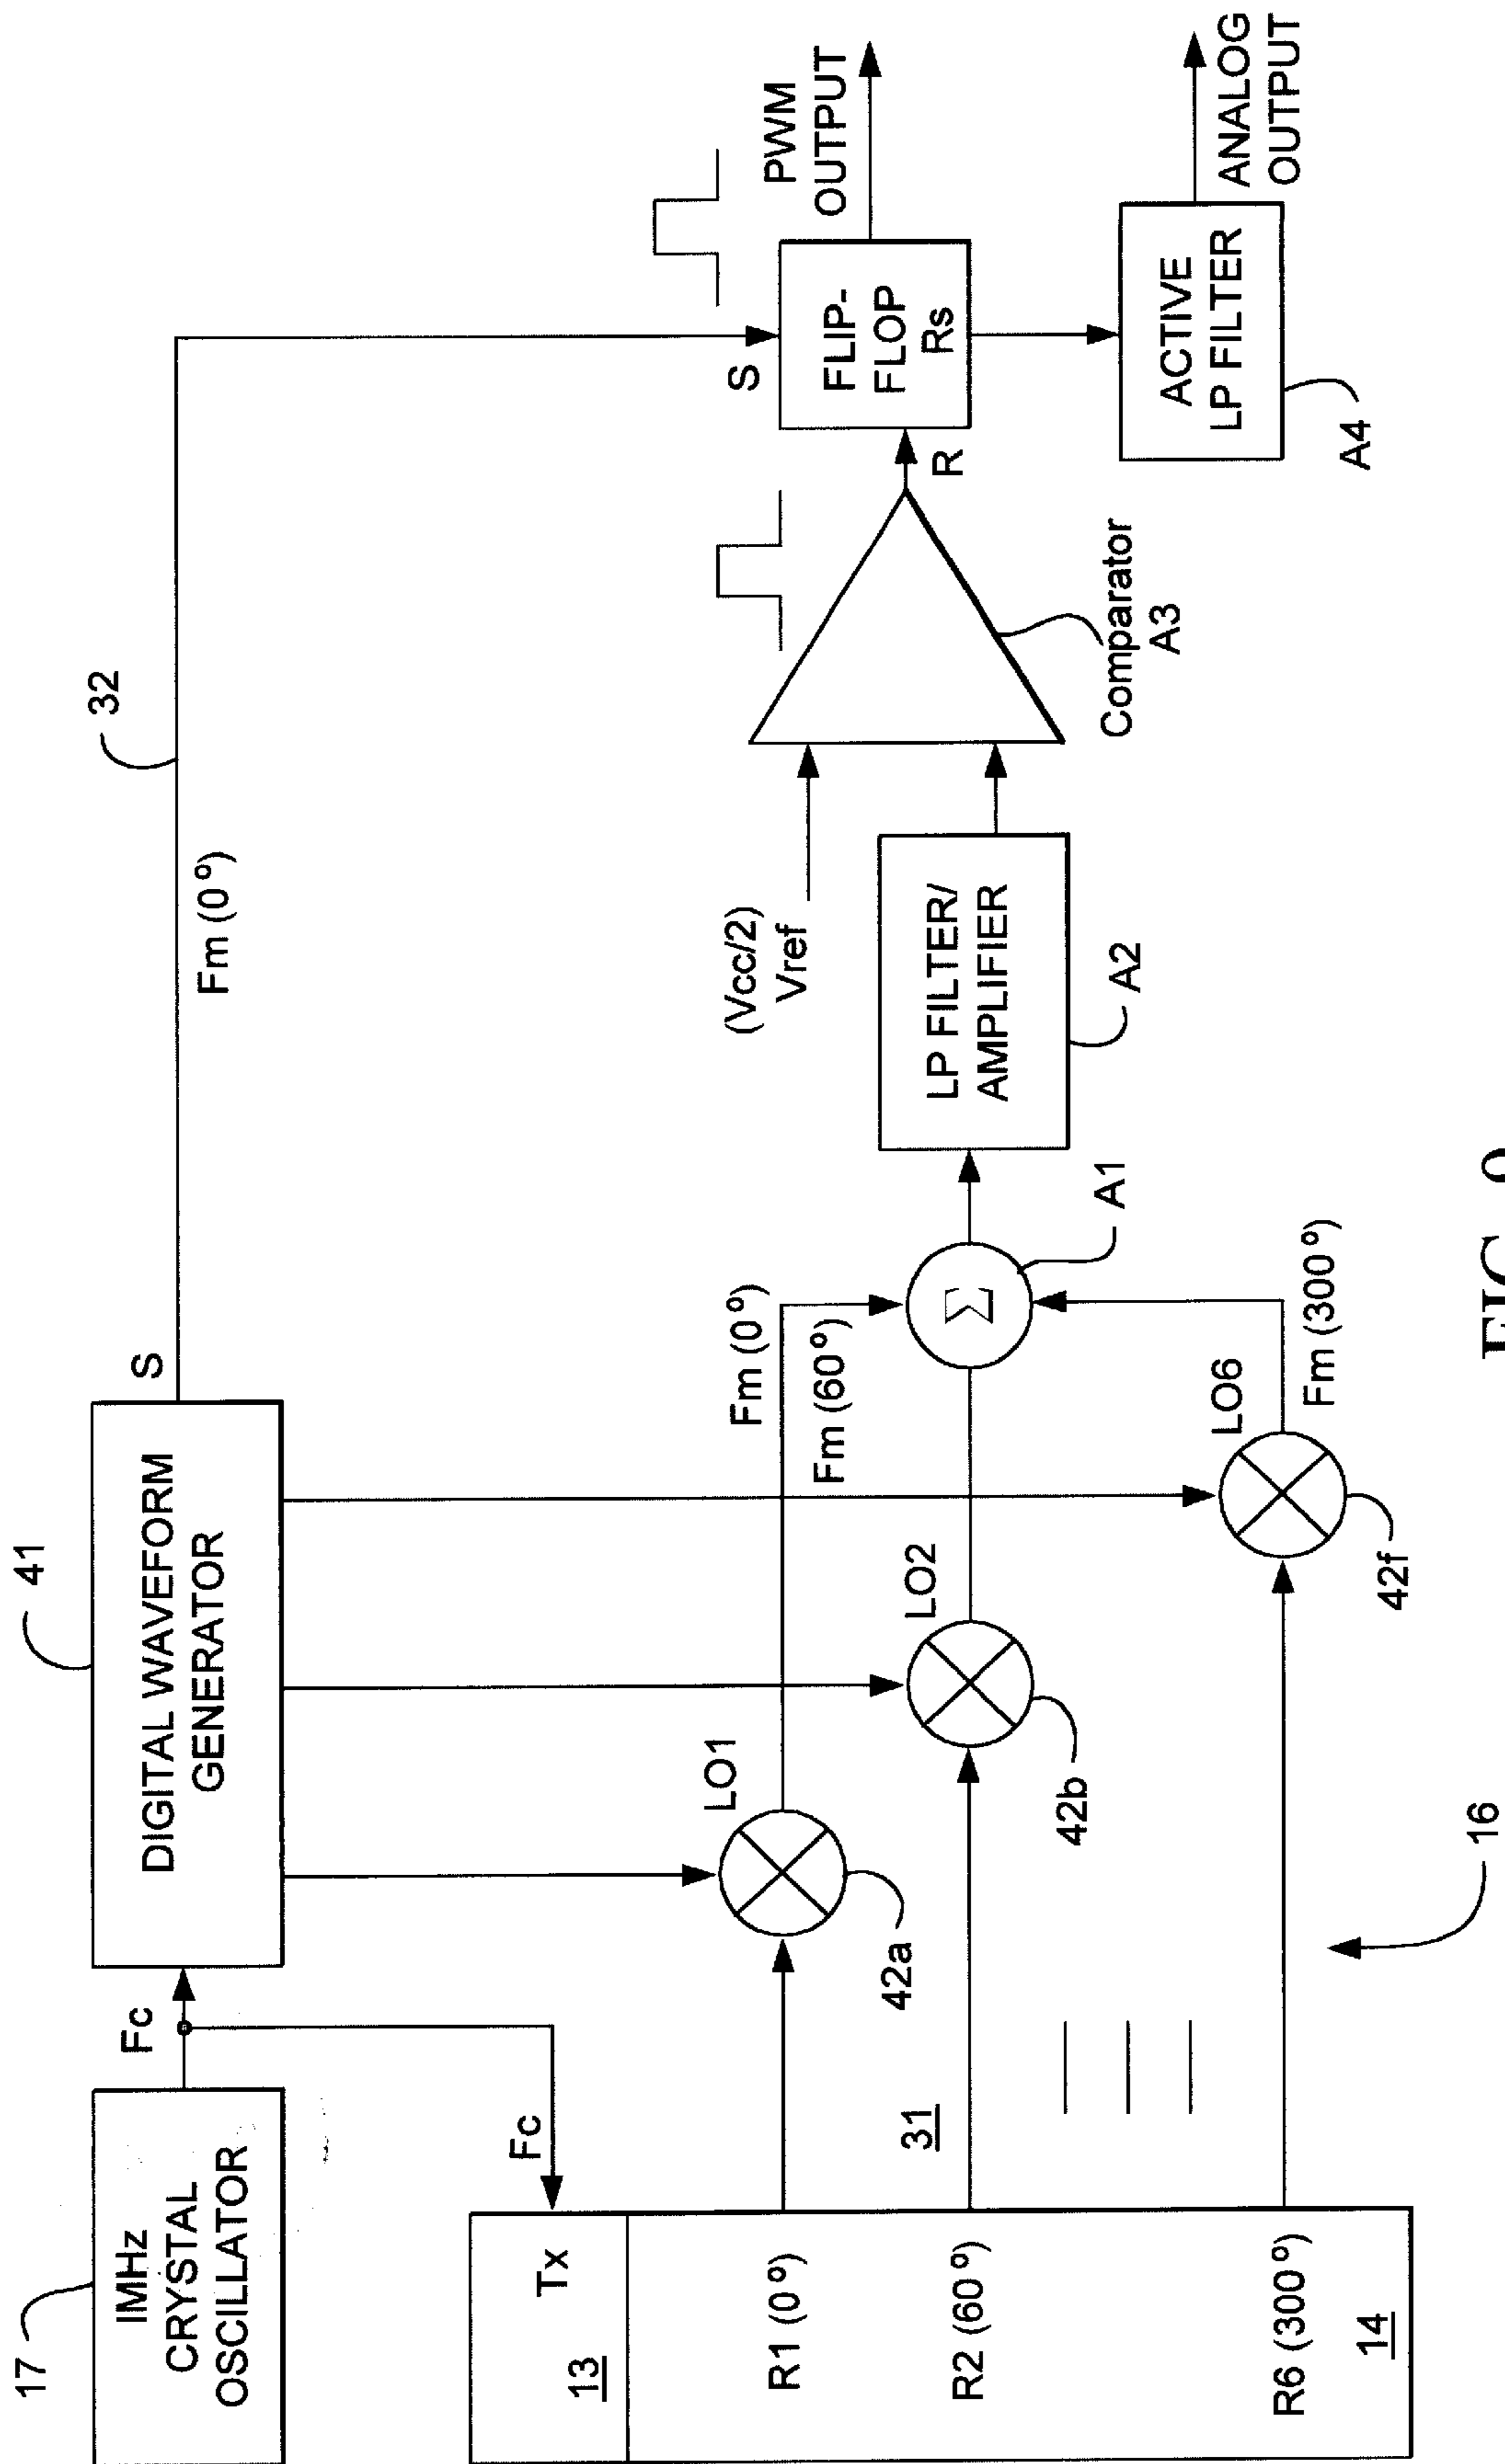 17
IMHz
CRYSTAL
OSCILLATOR
Fc
Fc
41
DIGITAL WAVEFORM
GENERATOR
S
32
Fm (0°)
13
Tx
R1 (0°)
R2 (60°)
R6 (300°)
14
31
16
LO1
42a
LO2
42b
LO6
42f
Fm (0°)
Fm (60°)
Fm (300°)
Σ
A1
LP FILTER/
AMPLIFIER
A2
(Vcc/2)
Vref
Comparator
A3
R
S
FLIP-
FLOP
Rs
PWM
OUTPUT
ACTIVE
LP FILTER
A4
ANALOG
OUTPUT